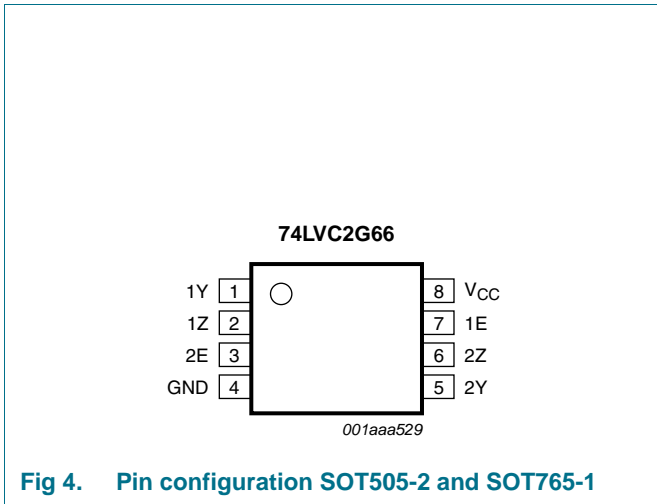 74LVC2G66
1Y 1 8 VCC
1Z 2 7 1E
2E 3 6 2Z
GND 4 5 2Y
001aaa529
Fig 4. Pin configuration SOT505-2 and SOT765-1